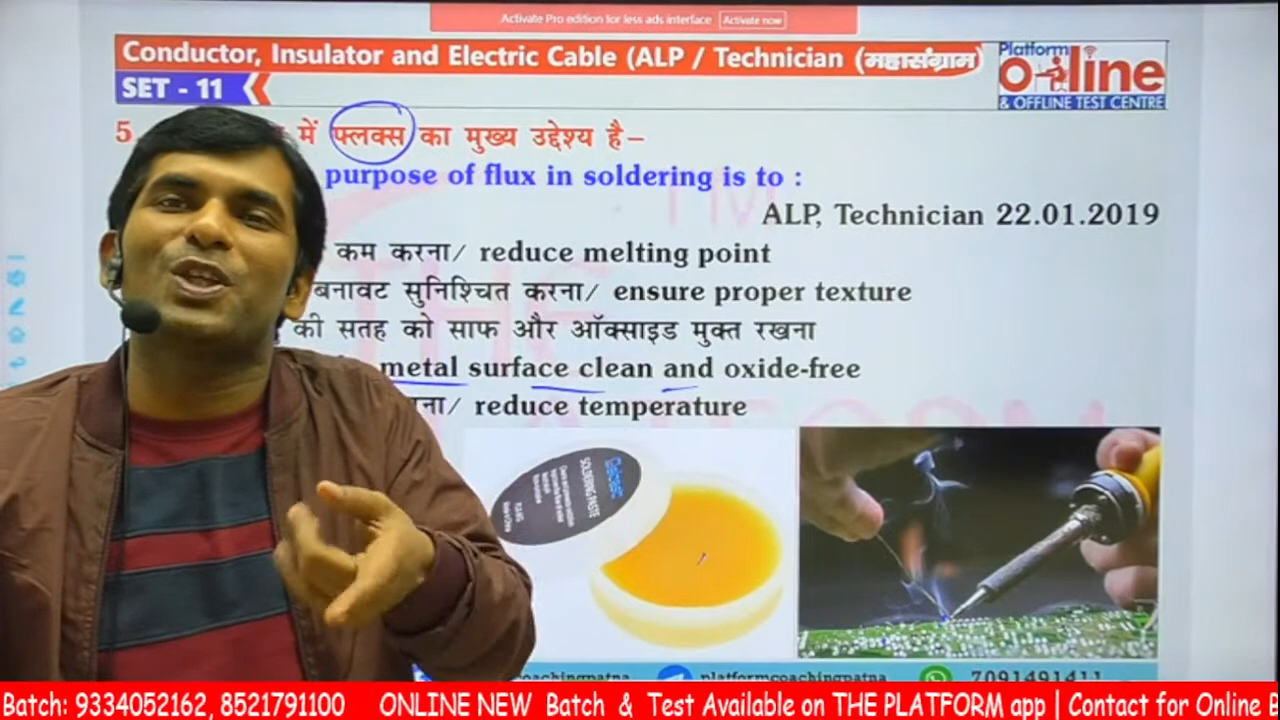 Activate Pro edition for less ads interface Activate now
Conductor, Insulator and Electric Cable (ALP / Technician (महासंग्राम)
Platform
online
& OFFLINE TEST CENTRE
SET - 11
5
में फ्लक्स का मुख्य उद्देश्य है–
purpose of flux in soldering is to :
ALP, Technician 22.01.2019
कम करना/ reduce melting point
बनावट सुनिश्चित करना/ ensure proper texture
की सतह को साफ और ऑक्साइड मुक्त रखना
metal surface clean and oxide-free
reduce temperature
SOLDERING PASTE
platformcoachingpatna
7091491411
Batch: 9334052162, 8521791100 ONLINE NEW Batch & Test Available on THE PLATFORM app | Contact for Online